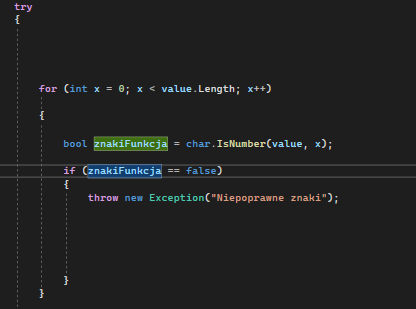 try
{
for (int x = 0; x < value.Length; x++)
{
bool znakiFunkcja = char.IsNumber(value, x);
if (znakiFunkcja == false)
{
throw new Exception("Niepoprawne znaki");
}
}